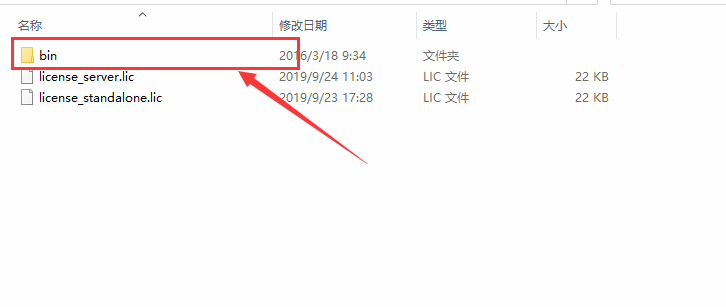 名称 修改日期 类型 大小
bin 2016/3/18 9:34 文件夹
license_server.lic 2019/9/24 11:03 LIC 文件 22 KB
license_standalone.lic 2019/9/23 17:28 LIC 文件 22 KB